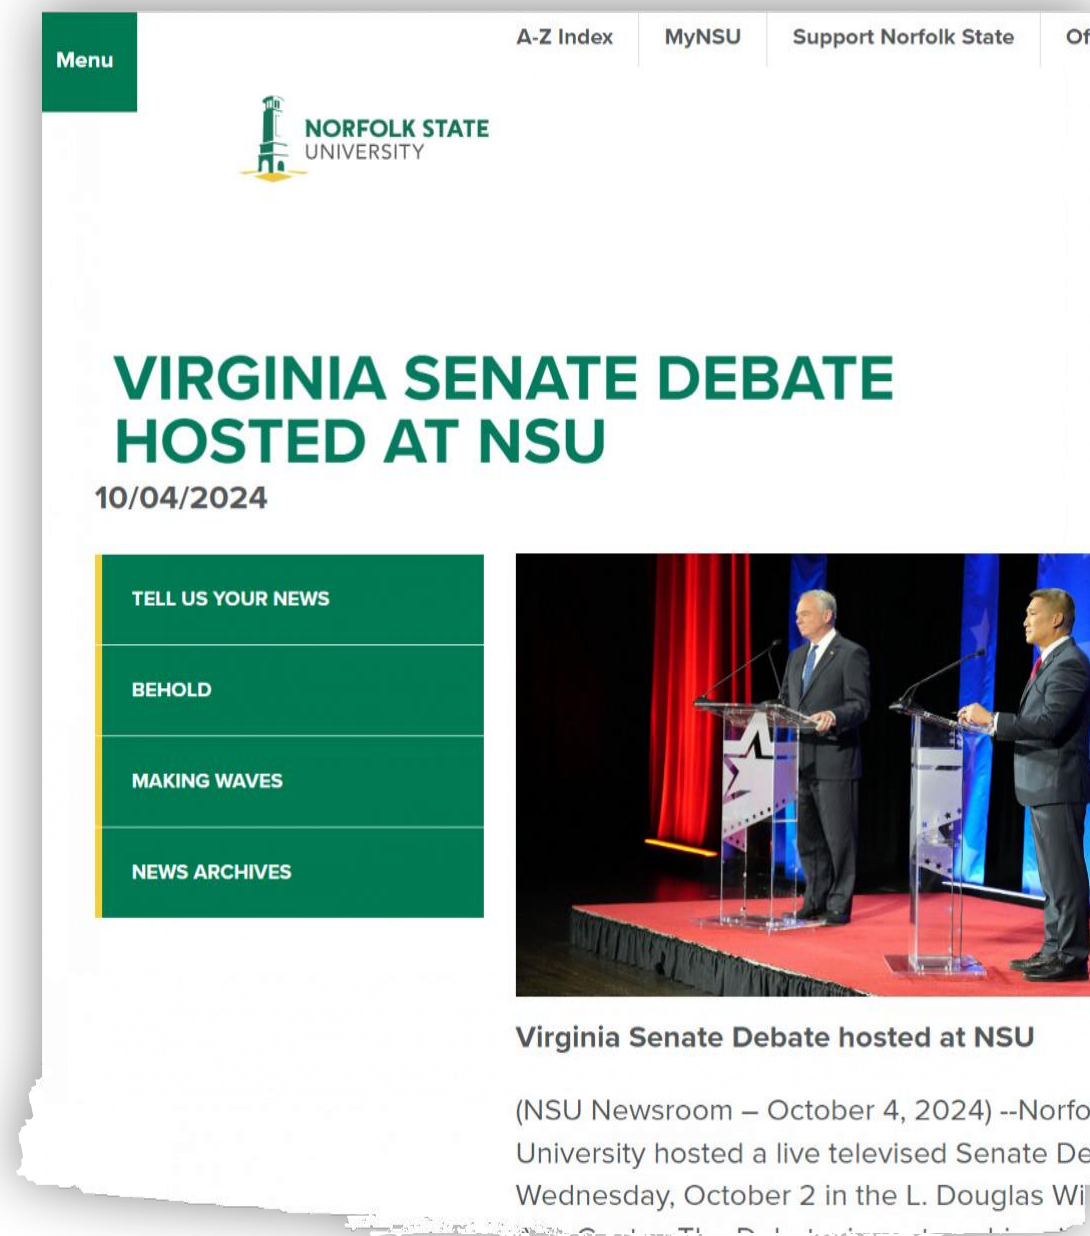 Menu
A-Z Index MyNSU Support Norfolk State
NORFOLK STATE
UNIVERSITY
VIRGINIA SENATE DEBATE
HOSTED AT NSU
10/04/2024
TELL US YOUR NEWS
BEHOLD
MAKING WAVES
NEWS ARCHIVES
Virginia Senate Debate hosted at NSU
(NSU Newsroom – October 4, 2024) --Norfo
University hosted a live televised Senate De
Wednesday, October 2 in the L. Douglas Wi